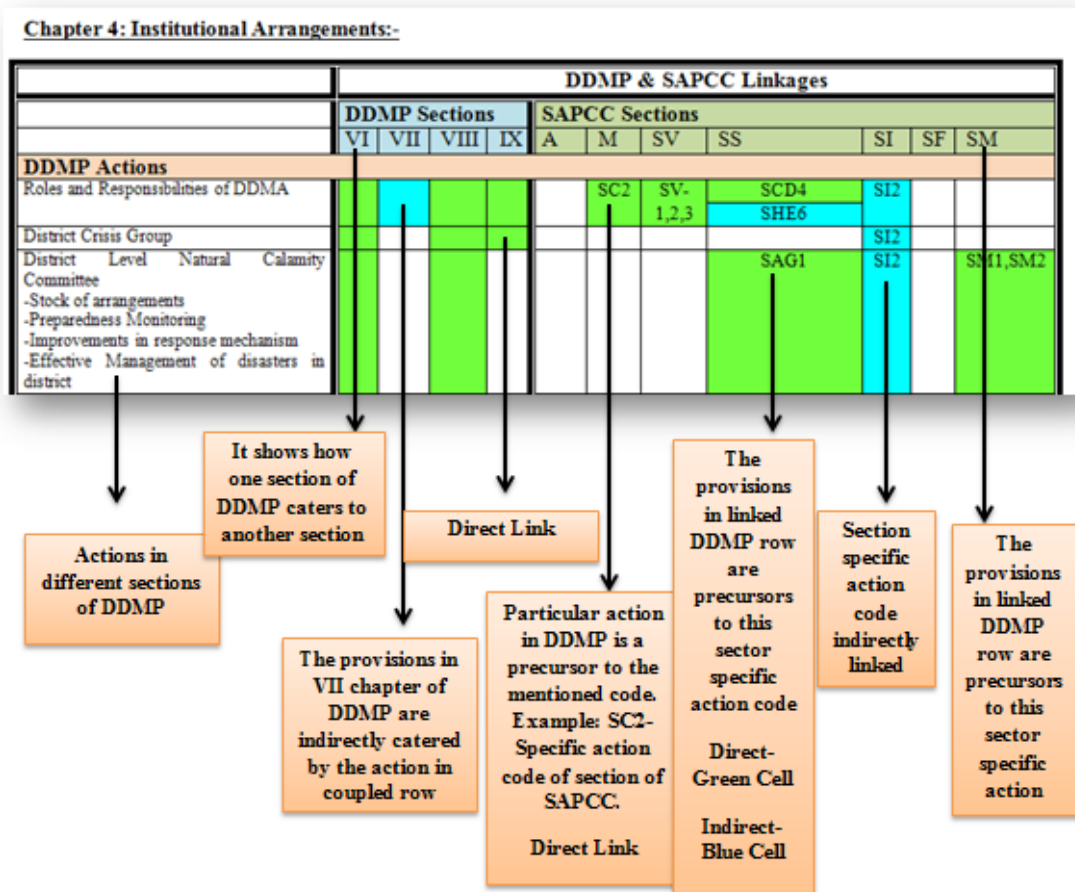 Chapter 4: Institutional Arrangements:-
DDMP & SAPCC Linkages
DDMP Sections SAPCC Sections
VI VII VIII IX A M SV SS SI SF SM
DDMP Actions
Roles and Responsibilities of DDMA SC2 SV- SCD4 SI2
1,2,3 SHE6
District Crisis Group SI2
District Level Natural Calamity SAG1 SI2 SM1,SM2
Committee
-Stock of arrangements
-Preparedness Monitoring
-Improvements in response mechanism
-Effective Management of disasters in
district
Actions in
different sections
of DDMP
It shows how
one section of
DDMP caters to
another section
The provisions in
VII chapter of
DDMP are
indirectly catered
by the action in
coupled row
Direct Link
Particular action
in DDMP is a
precursor to the
mentioned code.
Example: SC2-
Specific action
code of section of
SAPCC.
Direct Link
The
provisions
in linked
DDMP row
are
precursors
to this
sector
specific
action code
Direct-
Green Cell
Indirect-
Blue Cell
Section
specific
action
code
indirectly
linked
The
provisions
in linked
DDMP
row are
precursors
to this
sector
specific
action